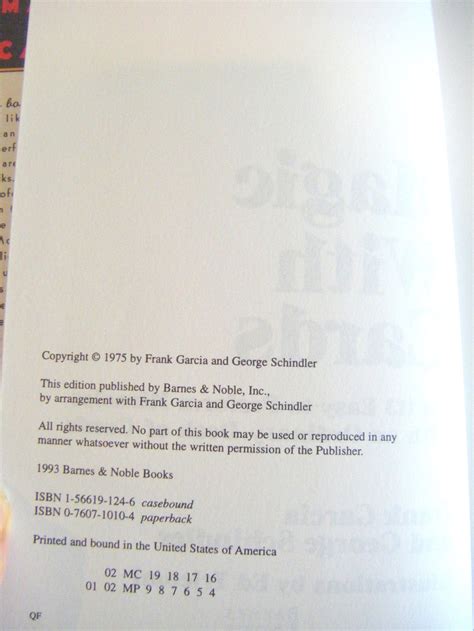 Copyright © 1975 by Frank Garcia and George Schindler
This edition published by Barnes & Noble, Inc.,
by arrangement with Frank Garcia and George Schindler
All rights reserved. No part of this book may be used or reproduced in any
manner whatsoever without the written permission of the Publisher.
1993 Barnes & Noble Books
ISBN 1-56619-124-6 casebound
ISBN 0-7607-1010-4 paperback
Printed and bound in the United States of America
02 MC 19 18 17 16
01 02 MP 9 8 7 6 5 4
QF